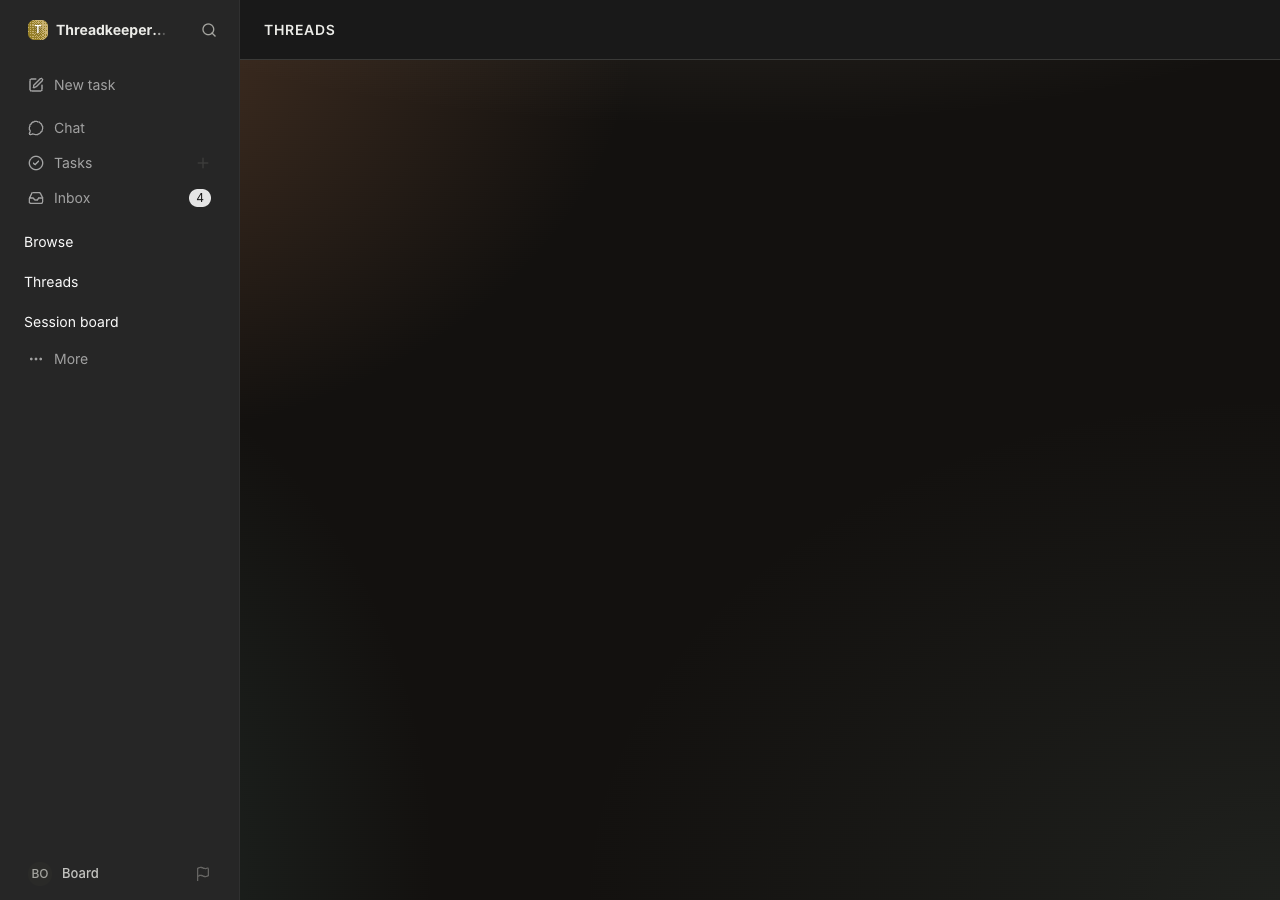 T Threadkeeper...
THREADS
New task
Chat
Tasks
Inbox 4
Browse
Threads
Session board
More
BO Board